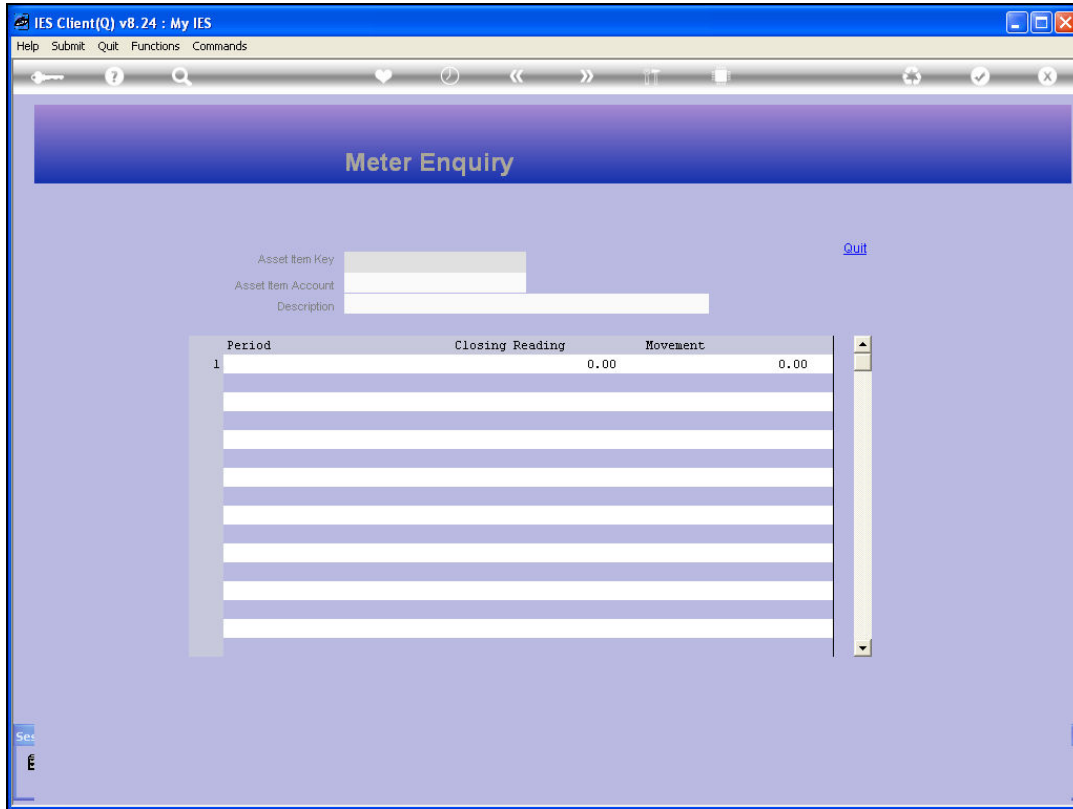 IES Client(Q) v8.24 : My IES
Help Submit Quit Functions Commands
Meter Enquiry
Quit
Asset Item Key
Asset Item Account
Description
Period Closing Reading Movement
1 0.00 0.00